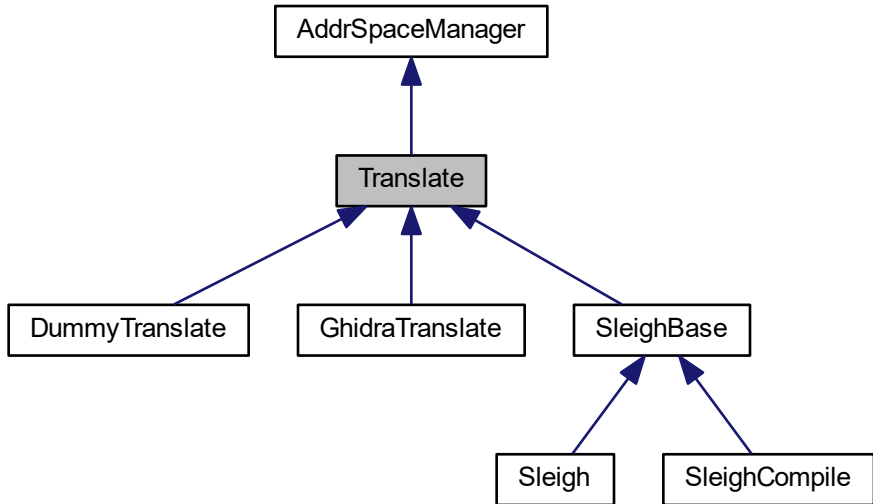 AddrSpaceManager
Translate
DummyTranslate
GhidraTranslate
SleighBase
Sleigh
SleighCompile